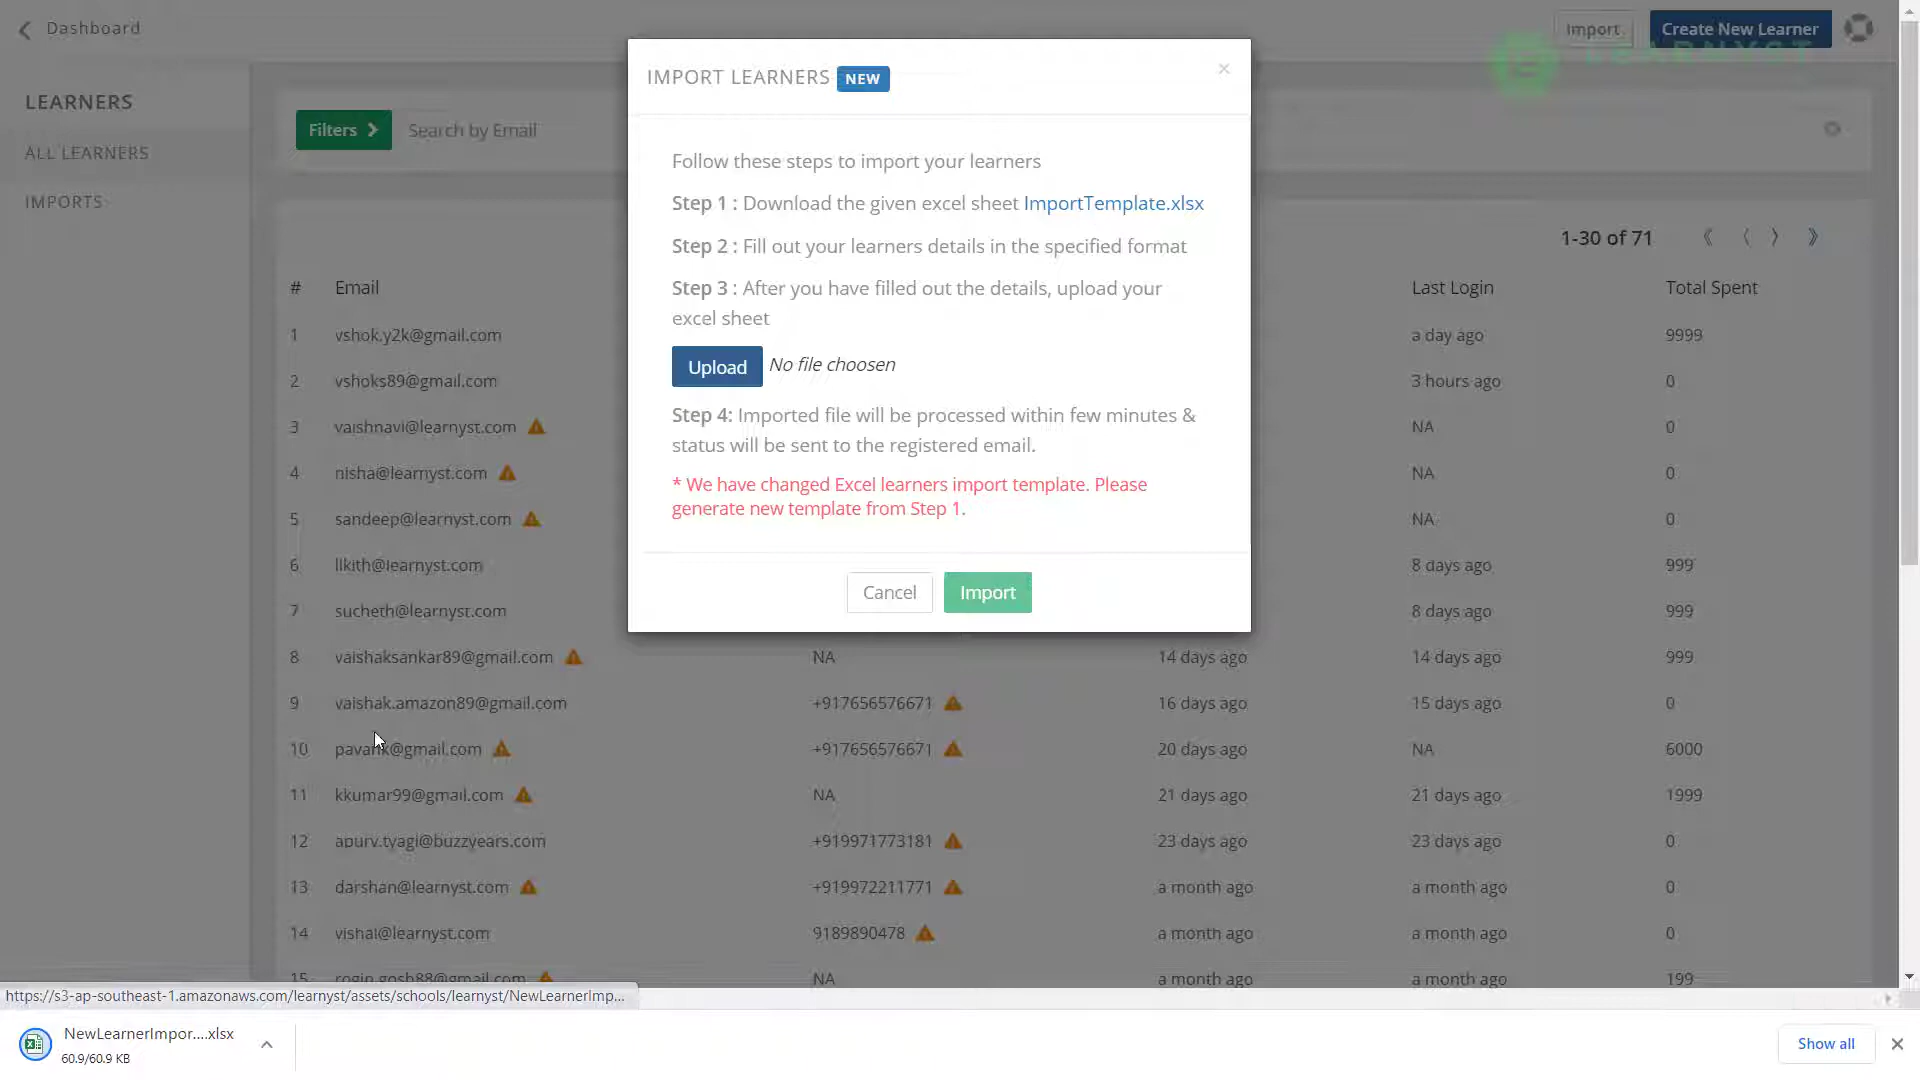 Dashboard
Import
Create New Learner
LEARNYST
LEARNERS
ALL LEARNERS
IMPORTS
Filters
Search by Email
IMPORT LEARNERS NEW
×
Follow these steps to import your learners
Step 1 : Download the given excel sheet ImportTemplate.xlsx
Step 2 : Fill out your learners details in the specified format
Step 3 : After you have filled out the details, upload your
excel sheet
Upload No file choosen
Step 4: Imported file will be processed within few minutes &
status will be sent to the registered email.
* We have changed Excel learners import template. Please
generate new template from Step 1.
Cancel Import
1-30 of 71
# Email Last Login Total Spent
1 vshok.y2k@gmail.com a day ago 9999
2 vshoks89@gmail.com 3 hours ago 0
3 vaishnavi@learnyst.com NA 0
4 nisha@learnyst.com NA 0
5 sandeep@learnyst.com NA 0
6 likith@learnyst.com 8 days ago 999
7 sucheth@learnyst.com 8 days ago 999
8 vaishaksankar89@gmail.com NA 14 days ago 14 days ago 999
9 vaishak.amazon89@gmail.com +917656576671 16 days ago 15 days ago 0
10 pavank@gmail.com +917656576671 20 days ago NA 6000
11 kkumar99@gmail.com NA 21 days ago 21 days ago 1999
12 apurv.tyagi@buzzyears.com +919971773181 23 days ago 23 days ago 0
13 darshan@learnyst.com +919972211771 a month ago a month ago 0
14 vishal@learnyst.com 9189890478 a month ago a month ago 0
15 rogin.gosh88@gmail.com NA a month ago a month ago 199
https://s3-ap-southeast-1.amazonaws.com/learnyst/assets/schools/learnyst/NewLearnerImp...
NewLearnerImpor....xlsx
60.9/60.9 KB
Show all